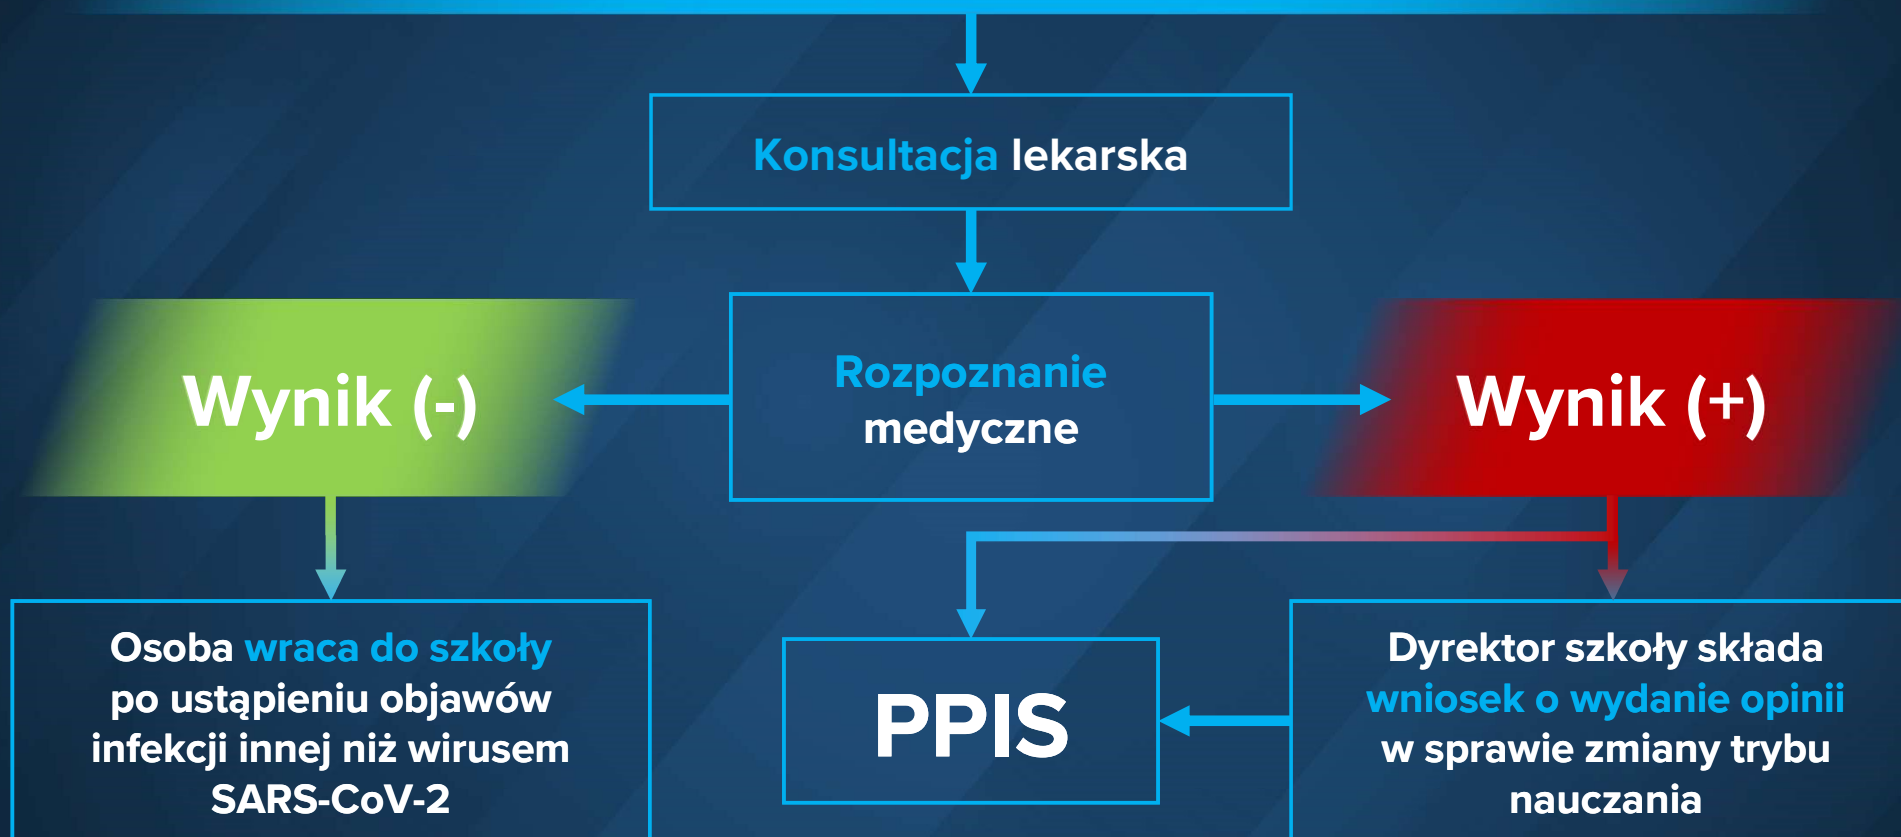 Konsultacja lekarska
Wynik (-)
Rozpoznanie
medyczne
Wynik (+)
Osoba wraca do szkoły
po ustąpieniu objawów
infekcji innej niż wirusem
SARS-CoV-2
PPIS
Dyrektor szkoły składa
wniosek o wydanie opinii
w sprawie zmiany trybu
nauczania